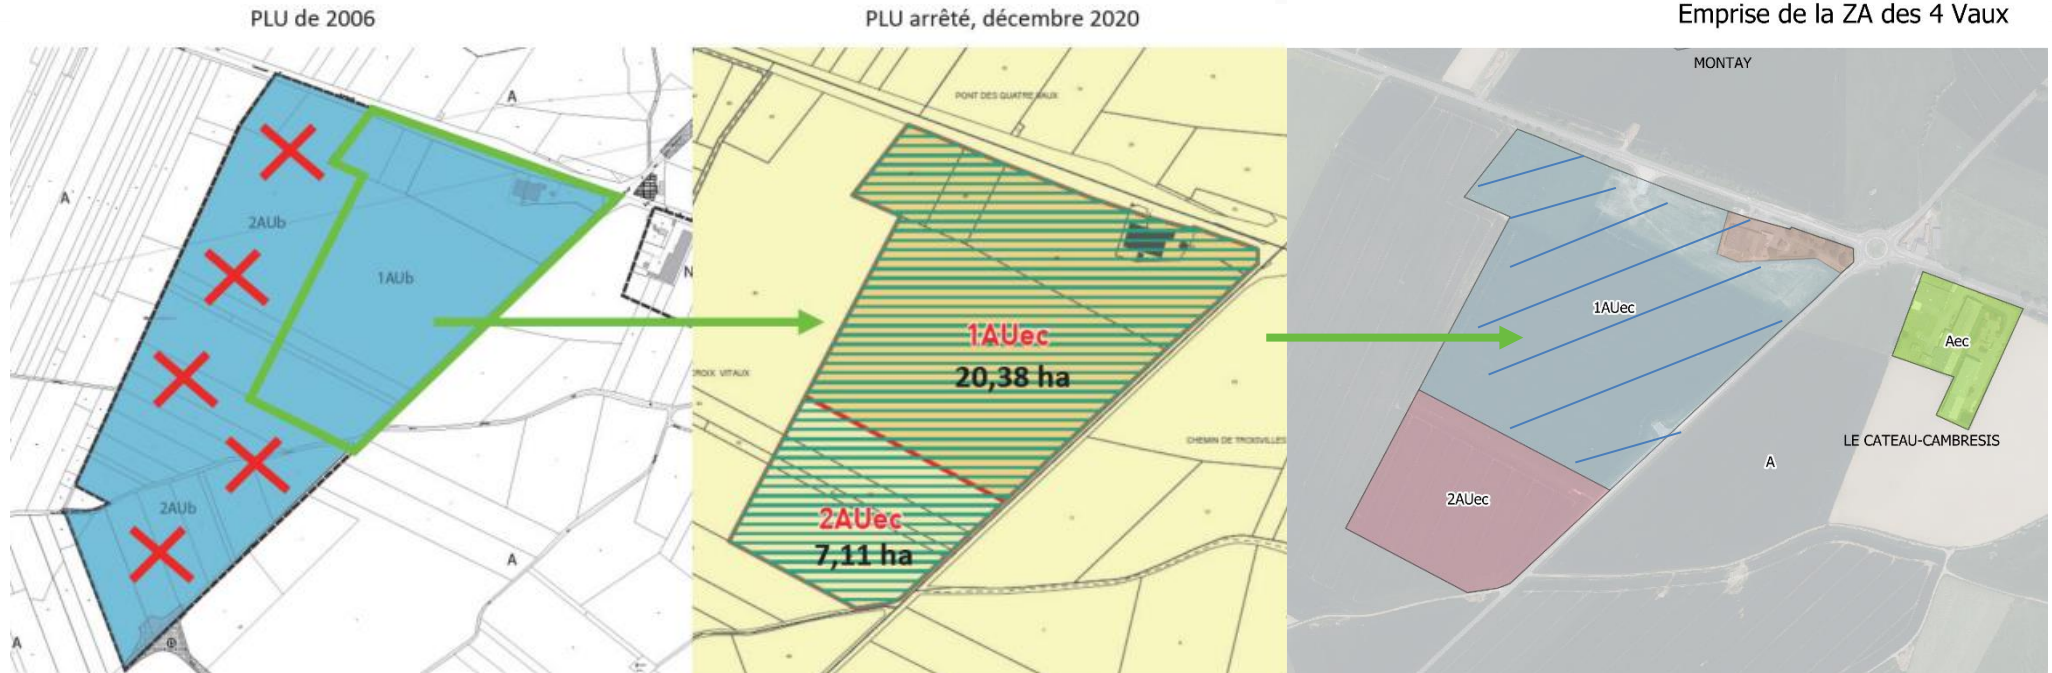 PLU de 2006
A
A
2AUb
1AUb
N
2AUb
A
A
PLU arrêté, décembre 2020
PONT DES QUATRE VAUX
1AUec
20,38 ha
CROIX VITAUX
CHEMIN DE TROISVILLES
2AUec
7,11 ha
Emprise de la ZA des 4 Vaux
MONTAY
1AUec
Aec
LE CATEAU-CAMBRESIS
A
2AUec